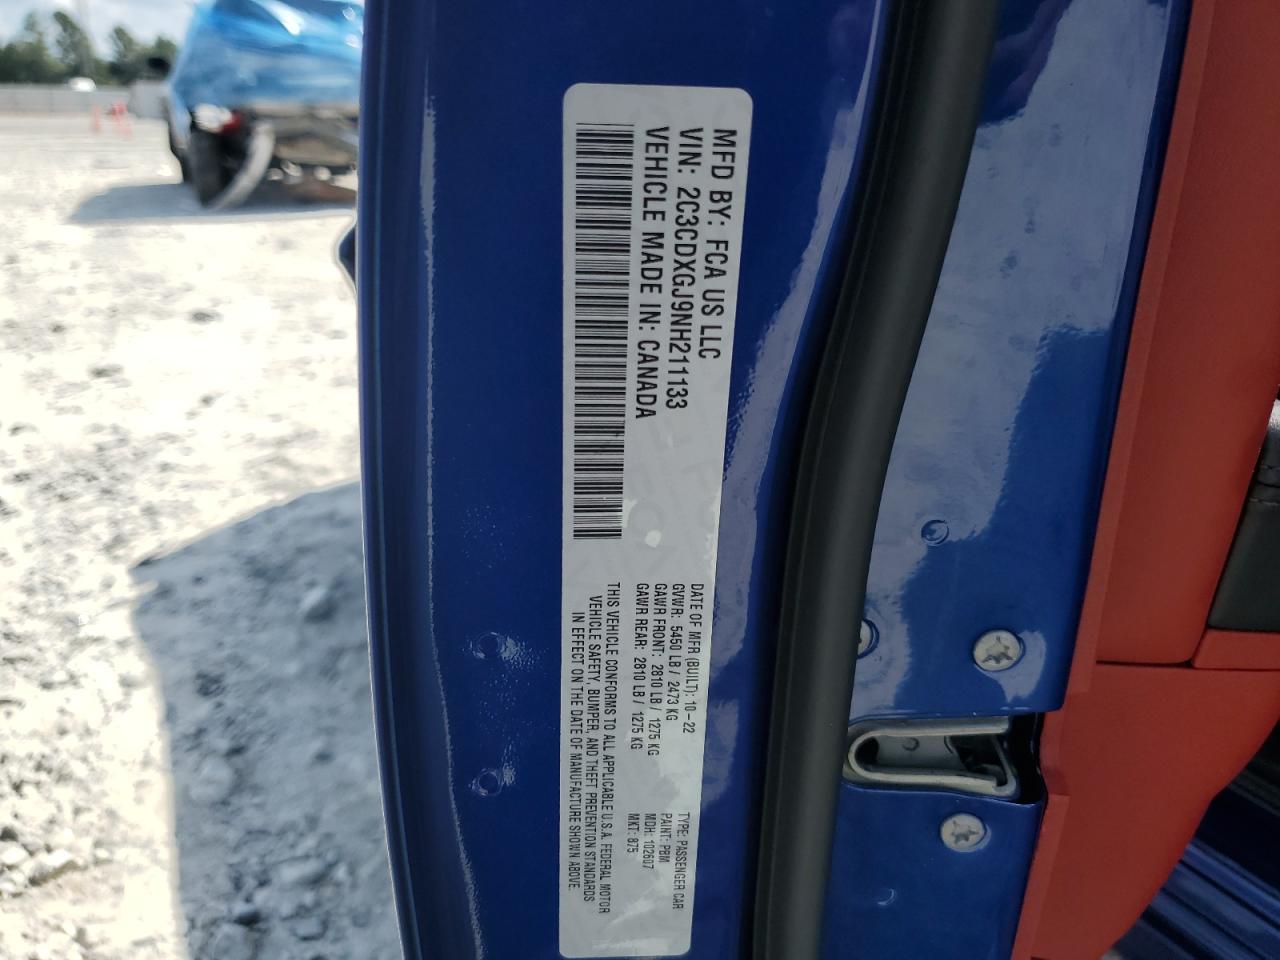 MFD BY: FCA US LLC
VIN: 2C3CDXGJ9NH211133
VEHICLE MADE IN: CANADA
DATE OF MFR (BUILT): 10-22
GVWR: 5450 LB / 2473 KG
GAWR FRONT: 2810 LB / 1275 KG
GAWR REAR: 2810 LB / 1275 KG
THIS VEHICLE CONFORMS TO ALL APPLICABLE U.S.A. FEDERAL MOTOR
VEHICLE SAFETY, BUMPER, AND THEFT PREVENTION STANDARDS
IN EFFECT ON THE DATE OF MANUFACTURE SHOWN ABOVE.
TYPE: PASSENGER CAR
PAINT: PBM
MDH: 102607
MKT: 875